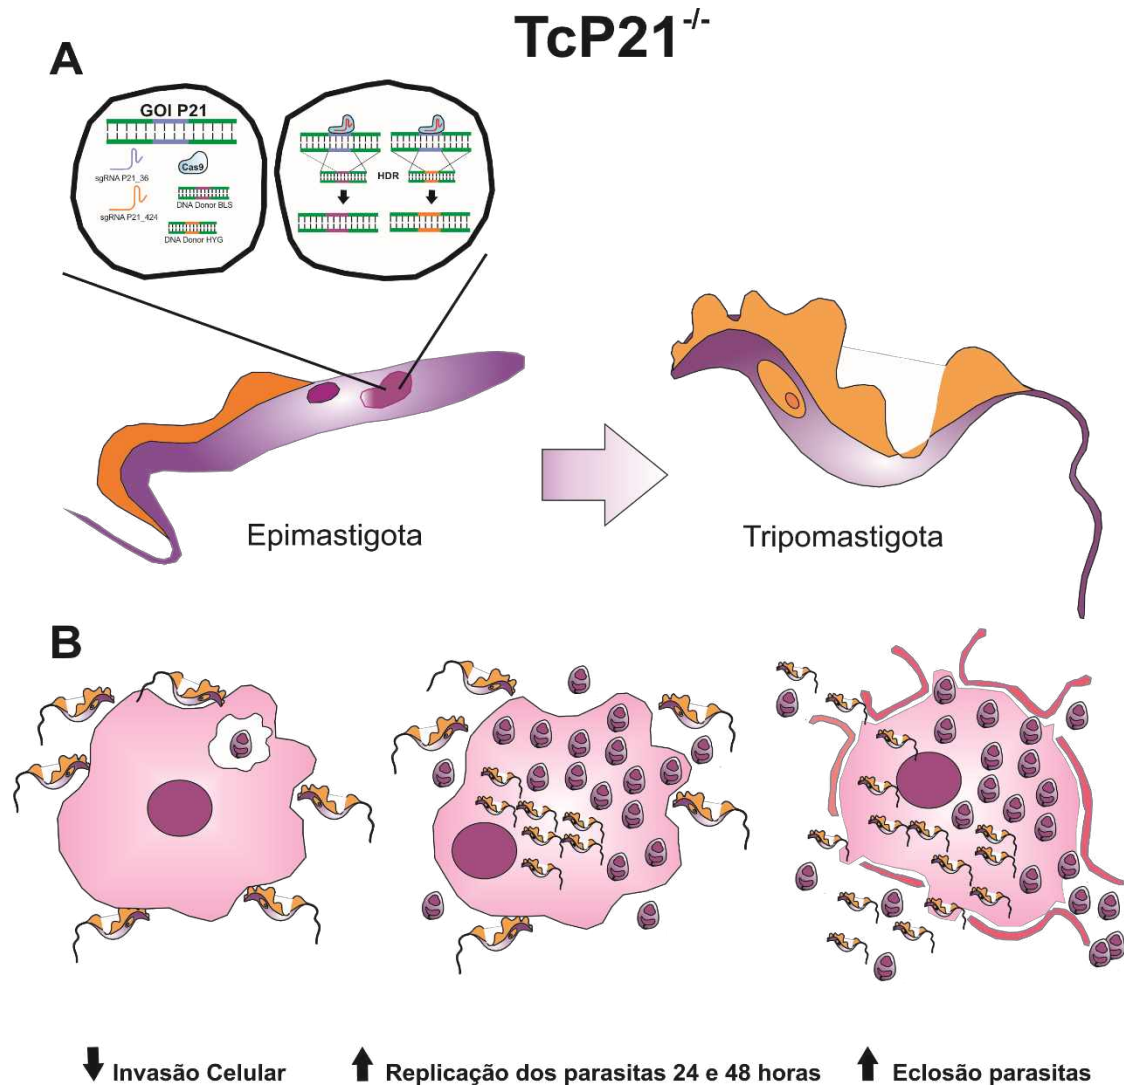 TcP21-/-
A
GOI P21
sgRNA P21_36
Cas9
DNA Donor BLS
sgRNA P21_424
DNA Donor HYG
HDR
Epimastigota
Tripomastigota
B
Invasão Celular
Replicação dos parasitas 24 e 48 horas
Eclosão parasitas